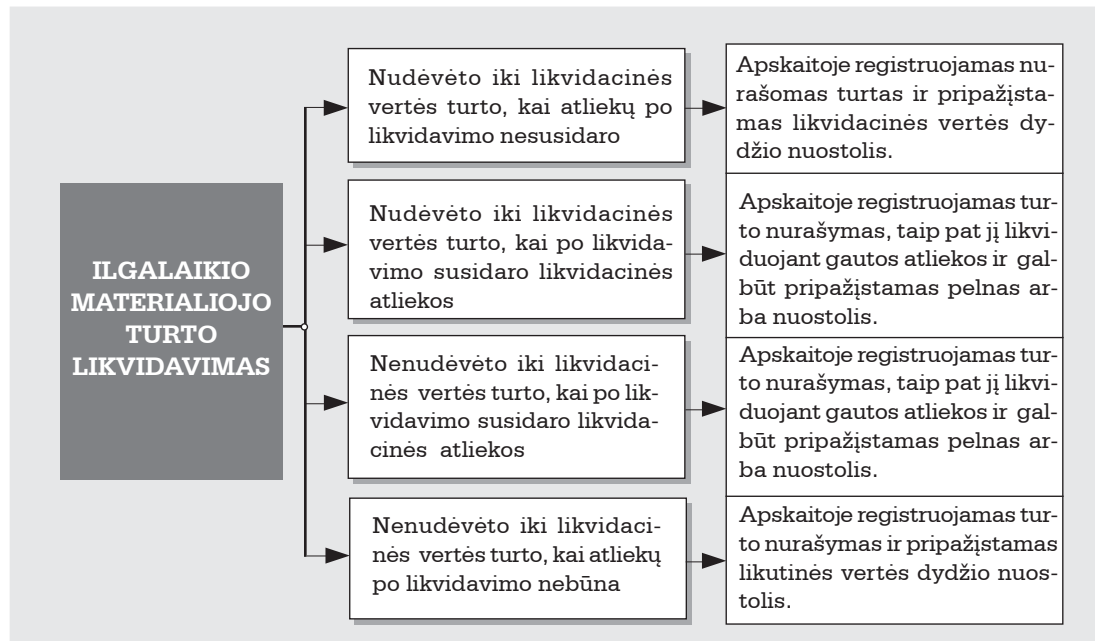 ILGALAIKIO
MATERIALIOJO
TURTO
LIKVIDAVIMAS
Nudėvėto iki likvidacinės
vertės turto, kai atliekų po
likvidavimo nesusidaro
Apskaitoje registruojamas nu-
rašomas turtas ir pripažįsta-
mas likvidacinės vertės dy-
džio nuostolis.
Nudėvėto iki likvidacinės
vertės turto, kai po likvida-
vimo susidaro likvidacinės
atliekos
Apskaitoje registruojamas tur-
to nurašymas, taip pat jį likvi-
duojant gautos atliekos ir gal-
būt pripažįstamas pelnas ar-
ba nuostolis.
Nenudėvėto iki likvidaci-
nės vertės turto, kai po lik-
vidavimo susidaro likvida-
cinės atliekos
Apskaitoje registruojamas tur-
to nurašymas, taip pat jį likvi-
duojant gautos atliekos ir gal-
būt pripažįstamas pelnas ar-
ba nuostolis.
Nenudėvėto iki likvidaci-
nės vertės turto, kai atliekų
po likvidavimo nebūna
Apskaitoje registruojamas tur-
to nurašymas ir pripažįstamas
likutinės vertės dydžio nuos-
tolis.